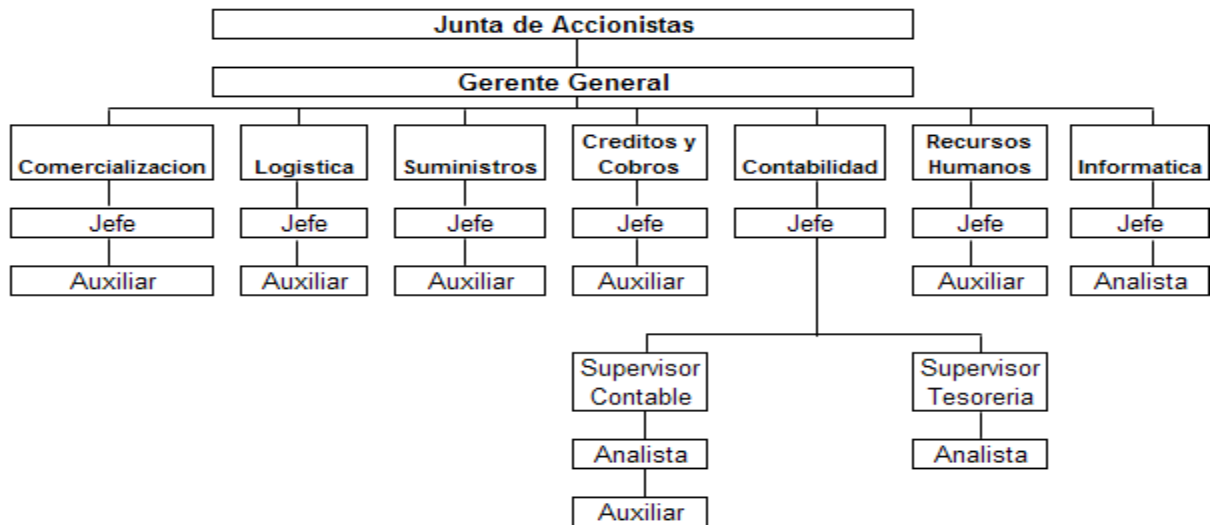 Junta de Accionistas
Gerente General
Comercializacion
Logistica
Suministros
Creditos y
Cobros
Contabilidad
Recursos
Humanos
Informatica
Jefe
Jefe
Jefe
Jefe
Jefe
Jefe
Jefe
Auxiliar
Auxiliar
Auxiliar
Auxiliar
Auxiliar
Analista
Supervisor
Contable
Supervisor
Tesoreria
Analista
Analista
Auxiliar